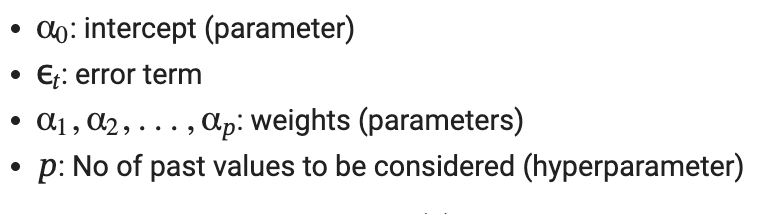 • α₀: intercept (parameter)
• ϵₜ: error term
• α₁, α₂, . . . , αₚ: weights (parameters)
• p: No of past values to be considered (hyperparameter)